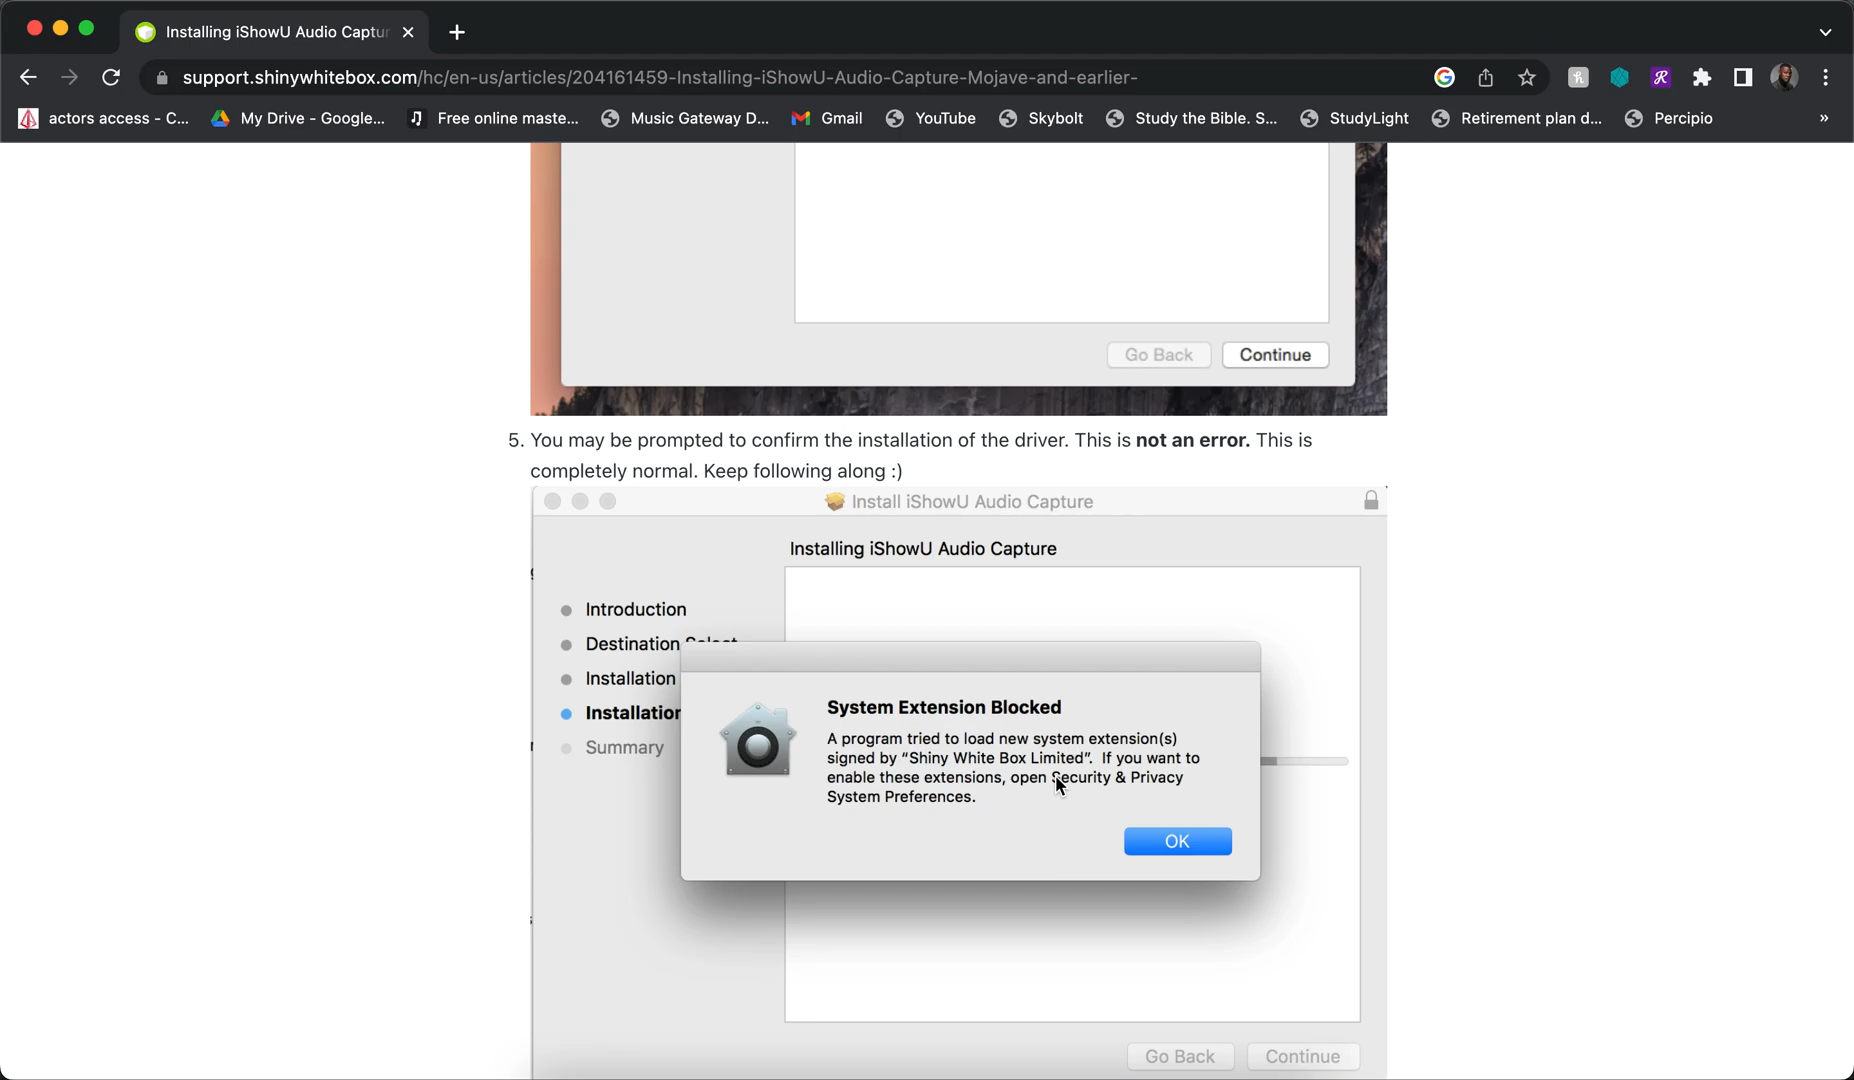 Installing iShowU Audio Captur
support.shinywhitebox.com/hc/en-us/articles/204161459-Installing-iShowU-Audio-Capture-Mojave-and-earlier-
actors access - C...
My Drive - Google...
Free online maste...
Music Gateway D...
Gmail
YouTube
Skybolt
Study the Bible. S...
StudyLight
Retirement plan d...
Percipio
»
Go Back
Continue
5. You may be prompted to confirm the installation of the driver. This is not an error. This is
completely normal. Keep following along :)
Install iShowU Audio Capture
Installing iShowU Audio Capture
Introduction
Destination Select
Installation
Installation
Summary
System Extension Blocked
A program tried to load new system extension(s)
signed by “Shiny White Box Limited”. If you want to
enable these extensions, open Security & Privacy
System Preferences.
OK
Go Back
Continue